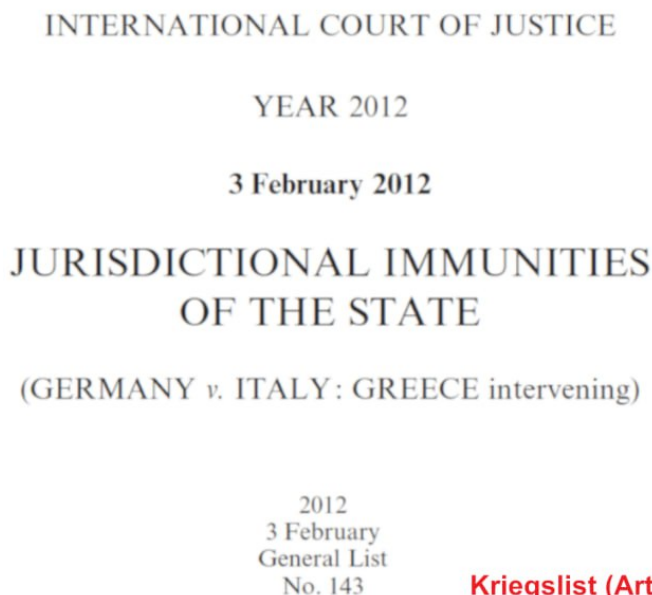 INTERNATIONAL COURT OF JUSTICE
YEAR 2012
3 February 2012
JURISDICTIONAL IMMUNITIES
OF THE STATE
(GERMANY v. ITALY: GREECE intervening)
2012
3 February
General List
No. 143
Kriegslist (Art